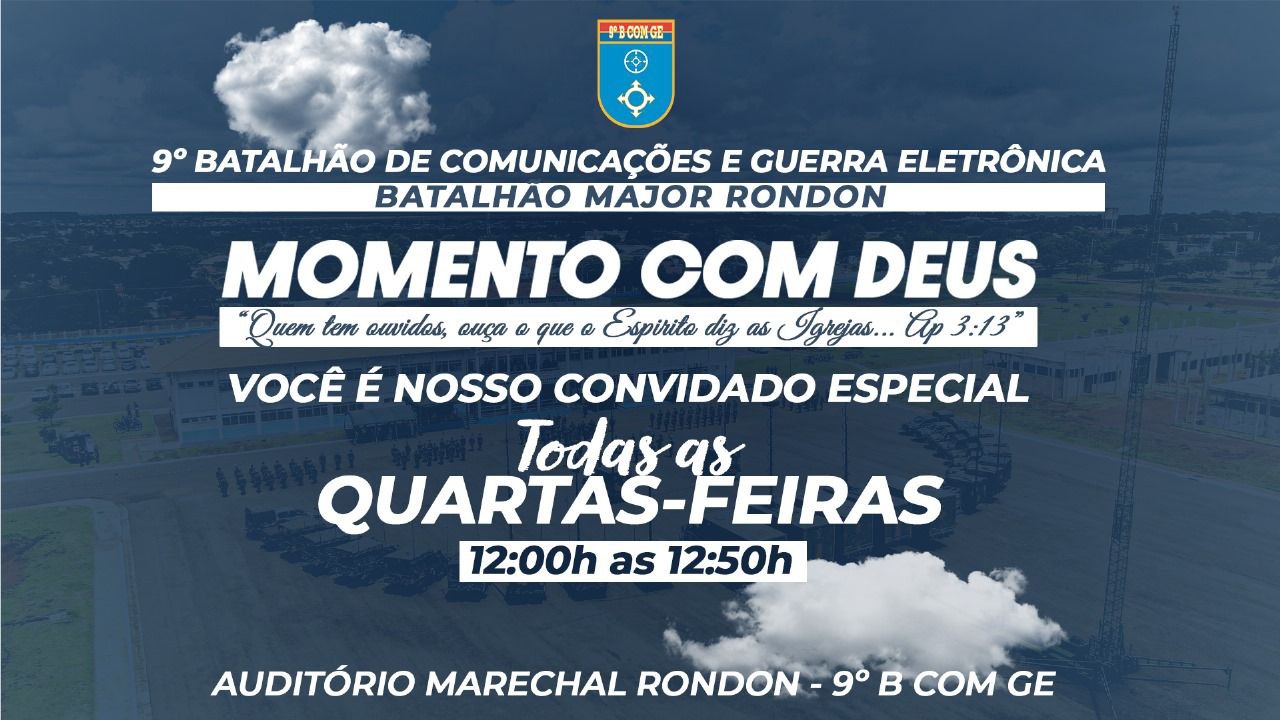 9º B COM GE
9º BATALHÃO DE COMUNICAÇÕES E GUERRA ELETRÔNICA
BATALHÃO MAJOR RONDON
MOMENTO COM DEUS
“Quem tem ouvidos, ouça o que o Espirito diz as Igrejas... Ap 3:13”
VOCÊ É NOSSO CONVIDADO ESPECIAL
Todas as
QUARTAS-FEIRAS
12:00h as 12:50h
AUDITÓRIO MARECHAL RONDON - 9º B COM GE